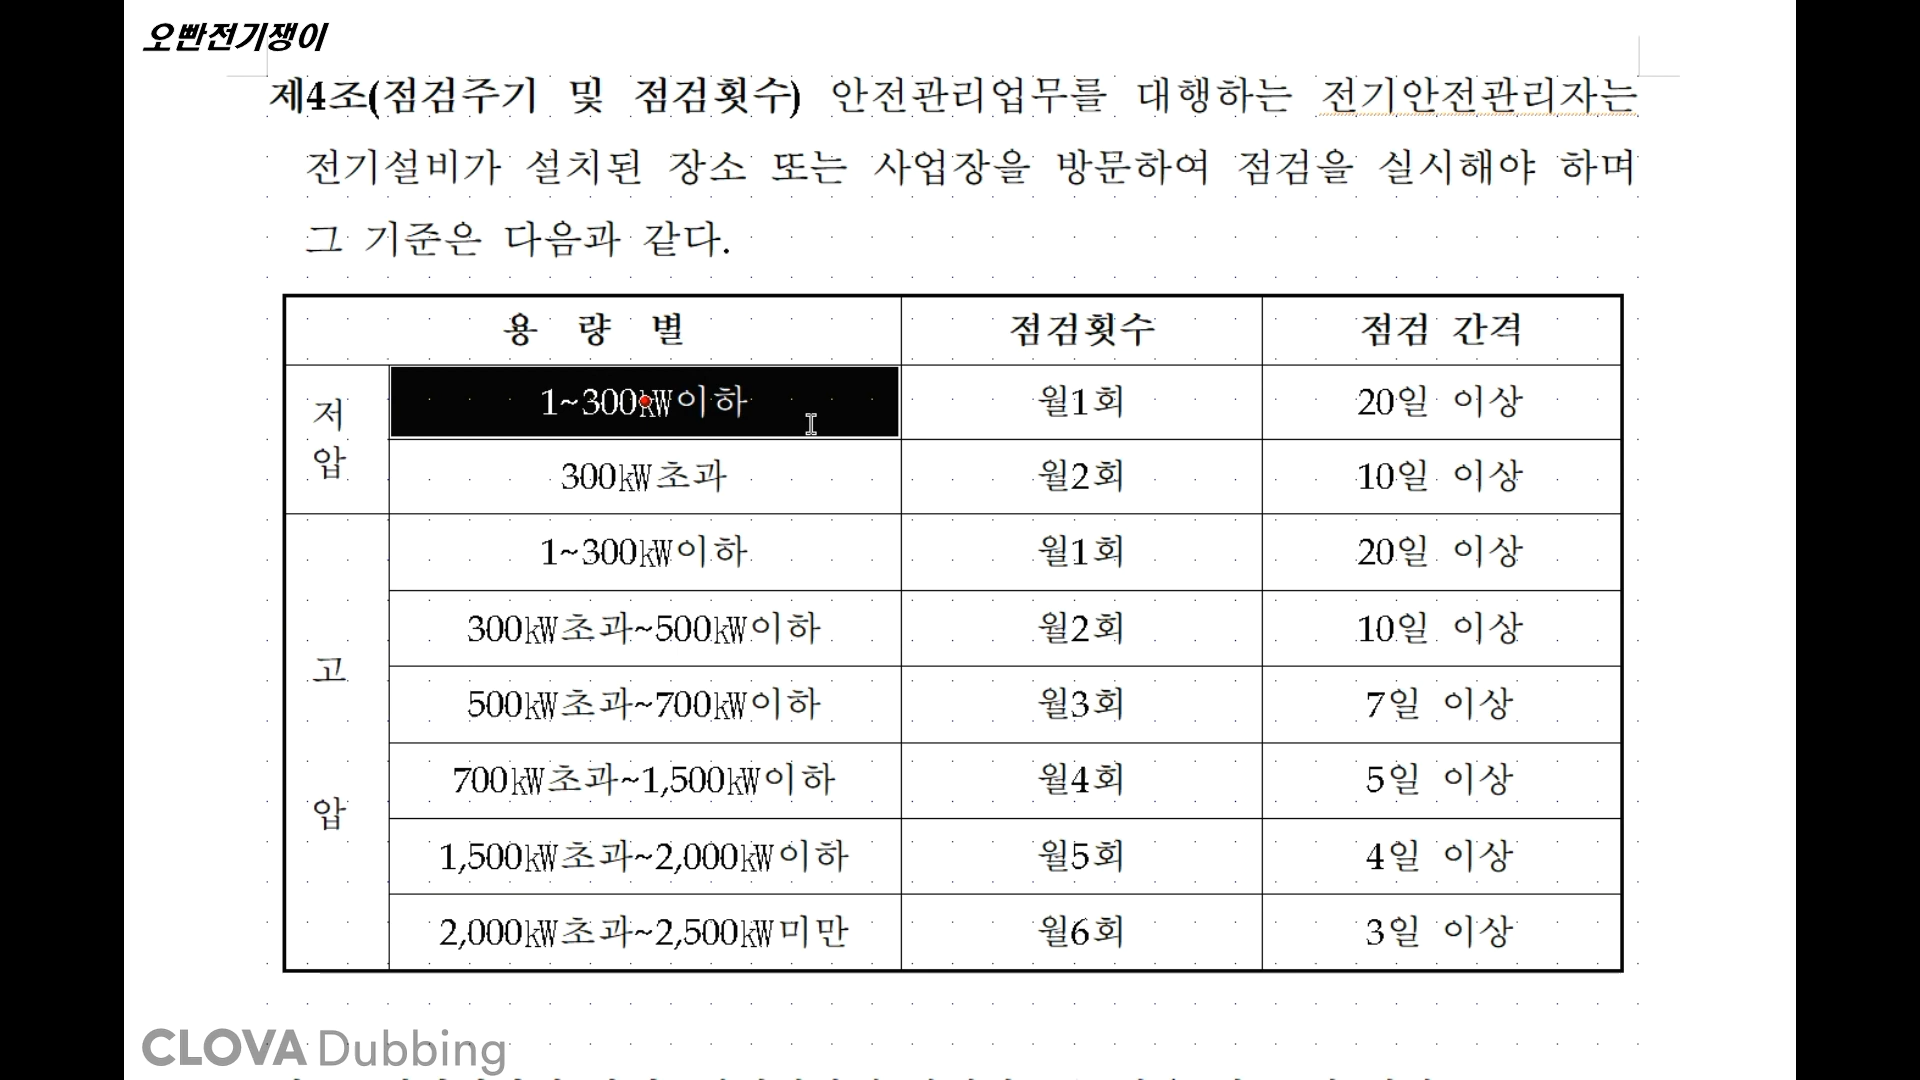 오빤전기쟁이
제4조(점검주기 및 점검횟수) 안전관리업무를 대행하는 전기안전관리자는
전기설비가 설치된 장소 또는 사업장을 방문하여 점검을 실시해야 하며
그 기준은 다음과 같다.
용 량 별 점검횟수 점검 간격
저압 1~300㎾이하 월1회 20일 이상
300㎾초과 월2회 10일 이상
고압 1~300㎾이하 월1회 20일 이상
300㎾초과~500㎾이하 월2회 10일 이상
500㎾초과~700㎾이하 월3회 7일 이상
700㎾초과~1,500㎾이하 월4회 5일 이상
1,500㎾초과~2,000㎾이하 월5회 4일 이상
2,000㎾초과~2,500㎾미만 월6회 3일 이상
CLOVA Dubbing